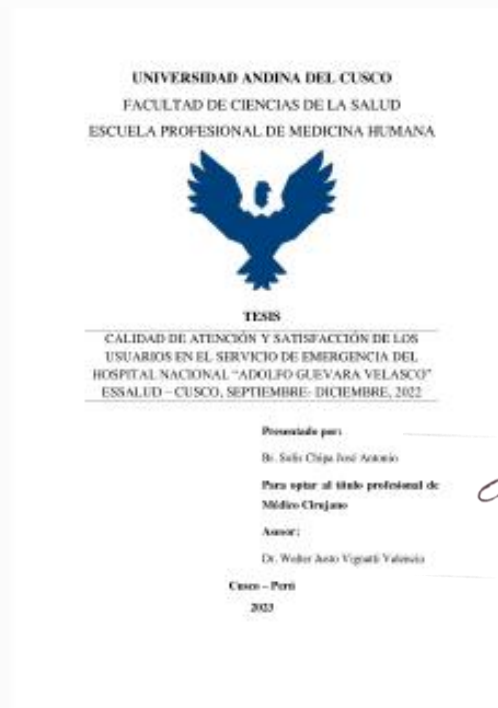 UNIVERSIDAD ANDINA DEL CUSCO
FACULTAD DE CIENCIAS DE LA SALUD
ESCUELA PROFESIONAL DE MEDICINA HUMANA
TESIS
CALIDAD DE ATENCIÓN Y SATISFACCIÓN DE LOS
USUARIOS EN EL SERVICIO DE EMERGENCIA DEL
HOSPITAL NACIONAL “ADOLFO GUEVARA VELASCO”
ESSALUD – CUSCO, SEPTIEMBRE- DICIEMBRE, 2022
Presentado por:
Br. Solis Chipa José Antonio
Para optar al título profesional de
Médico Cirujano
Asesor:
Dr. Walter Justo Vignatti Valencia
Cusco – Perú
2023